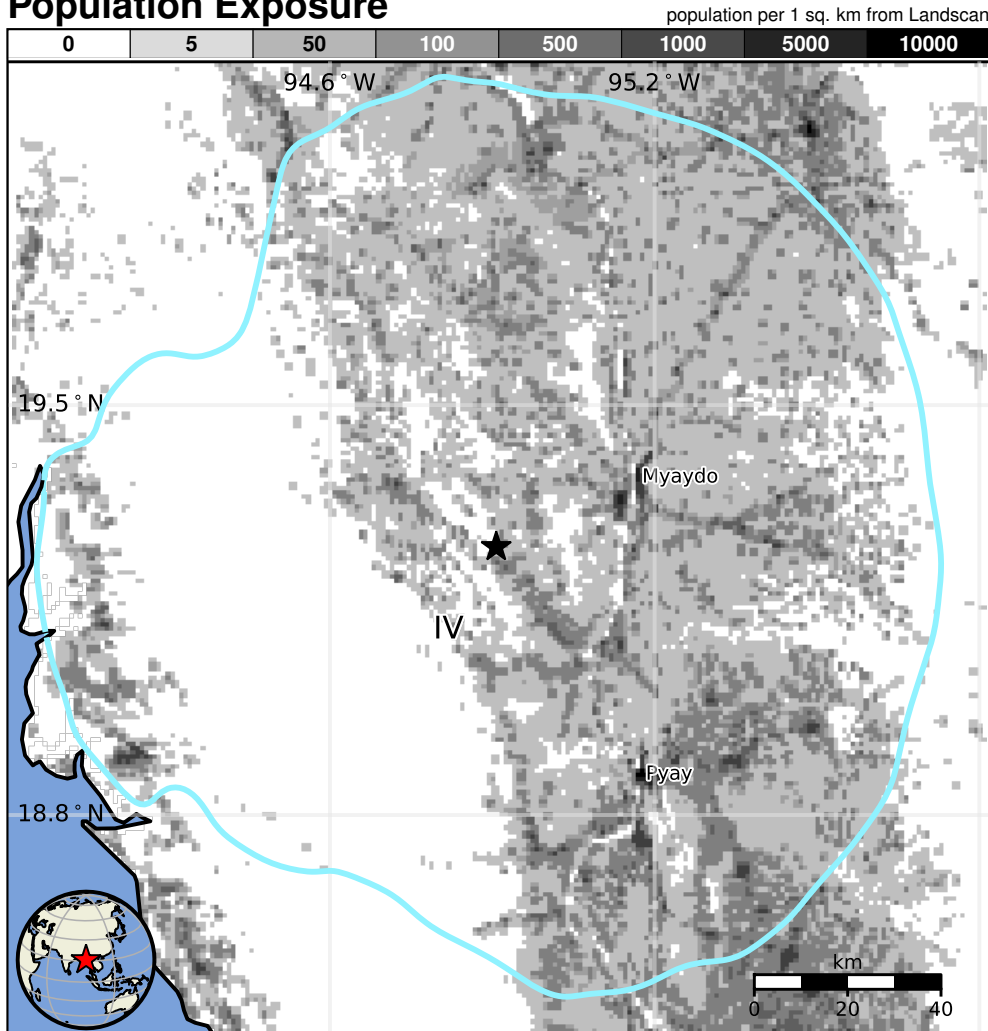 Population Exposure
population per 1 sq. km from Landscan
0 5 50 100 500 1000 5000 10000
94.6°W 95.2°W
19.5°N
Myaydo
IV
Pyay
18.8°N
km
0 20 40